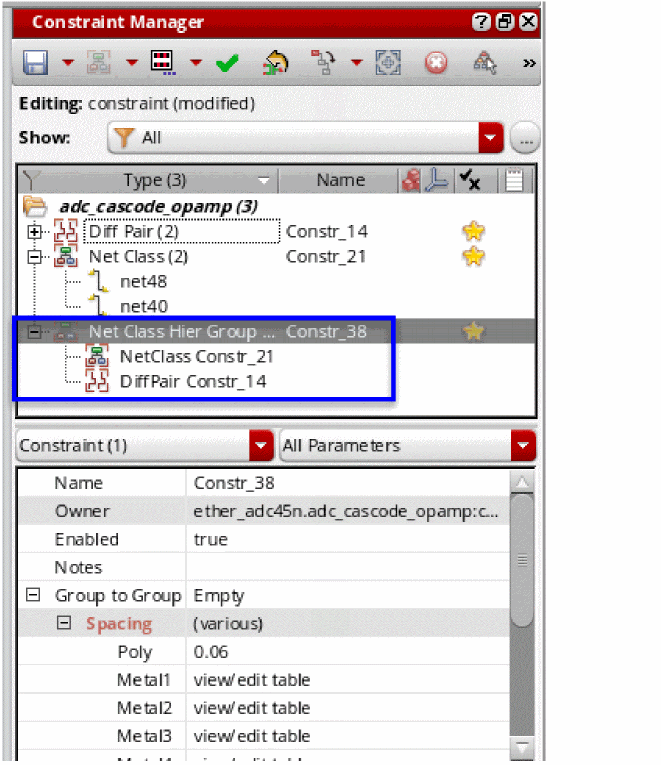 Constraint Manager
Editing: constraint (modified)
Show: All ...
Type (3) Name
adc_cascode_opamp (3)
Diff Pair (2) Constr_14
Net Class (2) Constr_21
net48
net40
Net Class Hier Group ... Constr_38
NetClass Constr_21
DiffPair Constr_14
Constraint (1) All Parameters
Name Constr_38
Owner ether_adc45n.adc_cascode_opamp:c...
Enabled true
Notes
Group to Group Empty
Spacing (various)
Poly 0.06
Metal1 view/edit table
Metal2 view/edit table
Metal3 view/edit table